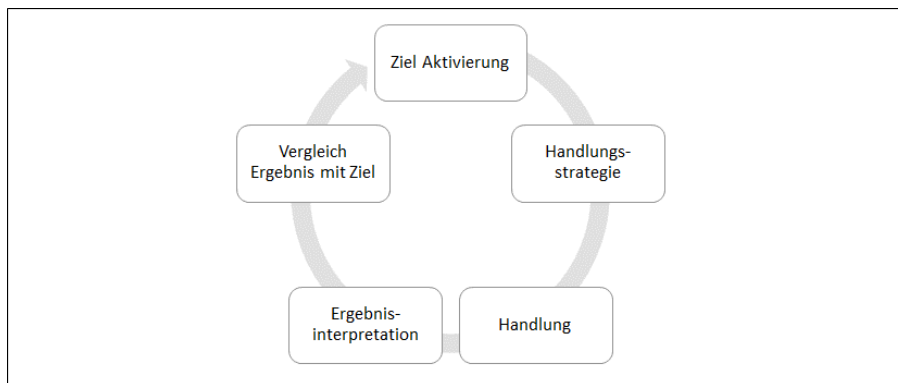 Ziel Aktivierung
Handlungs-
strategie
Handlung
Ergebnis-
interpretation
Vergleich
Ergebnis mit Ziel